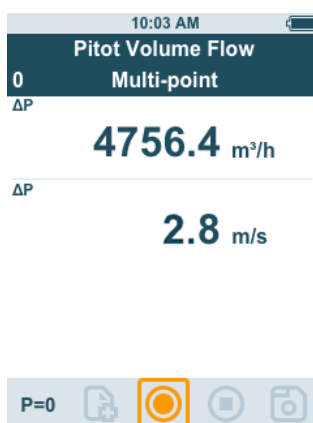 10:03 AM
Pitot Volume Flow
0 Multi-point
ΔP
4756.4 m³/h
ΔP
2.8 m/s
P=0